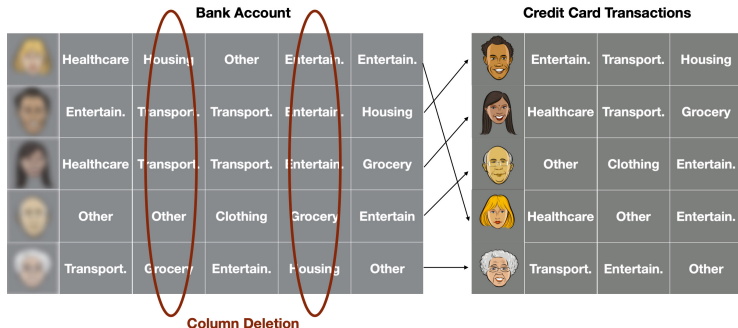 Bank Account Credit Card Transactions
Healthcare Housing Other Entertain. Entertain. Entertain. Transport. Housing
Entertain. Transport. Transport. Entertain. Housing Healthcare Transport. Grocery
Healthcare Transport. Transport. Entertain. Grocery Other Clothing Entertain.
Other Other Clothing Grocery Entertain Healthcare Other Entertain.
Transport. Grocery Entertain. Housing Other Transport. Entertain. Other
Column Deletion